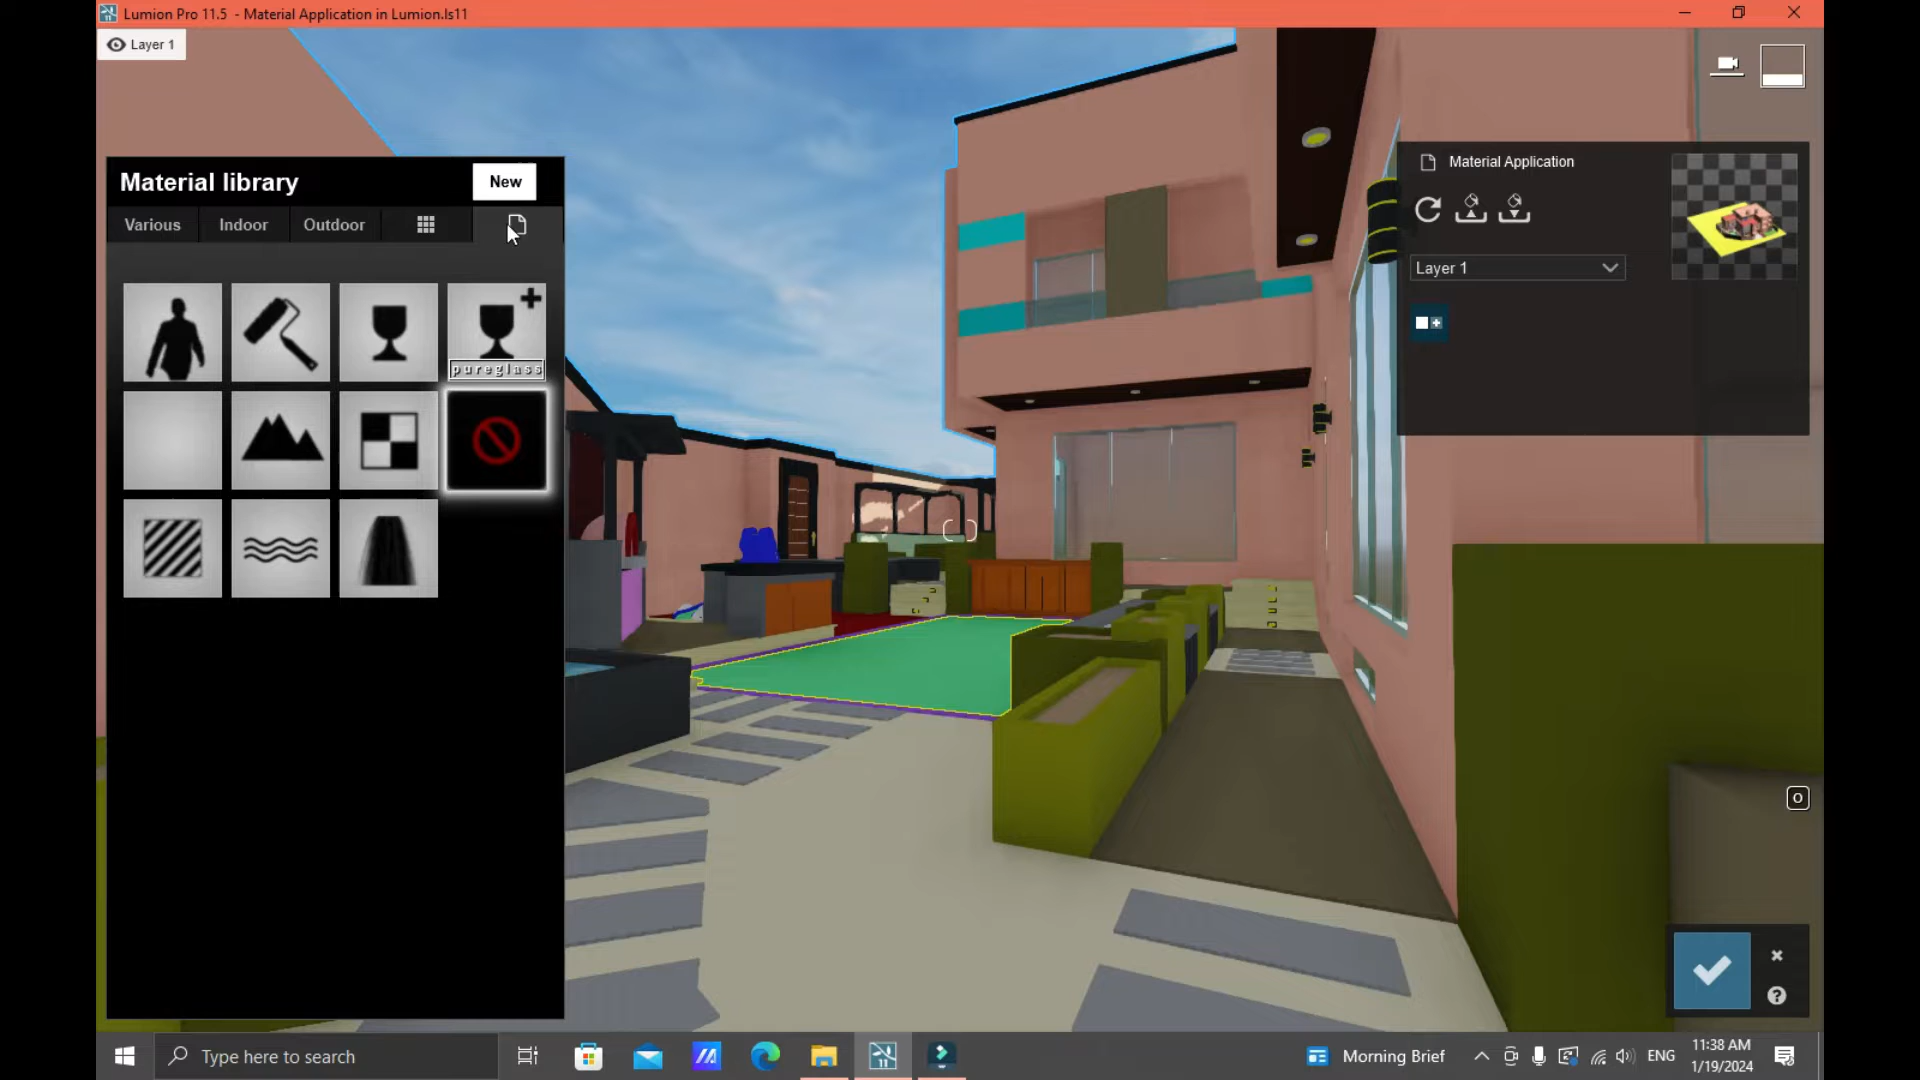 Lumion Pro 11.5 - Material Application in Lumion.ls11
Layer 1
Material library
New
Various
Indoor
Outdoor
pureglass
Material Application
Layer 1
O
Type here to search
Morning Brief
ENG
11:38 AM
1/19/2024